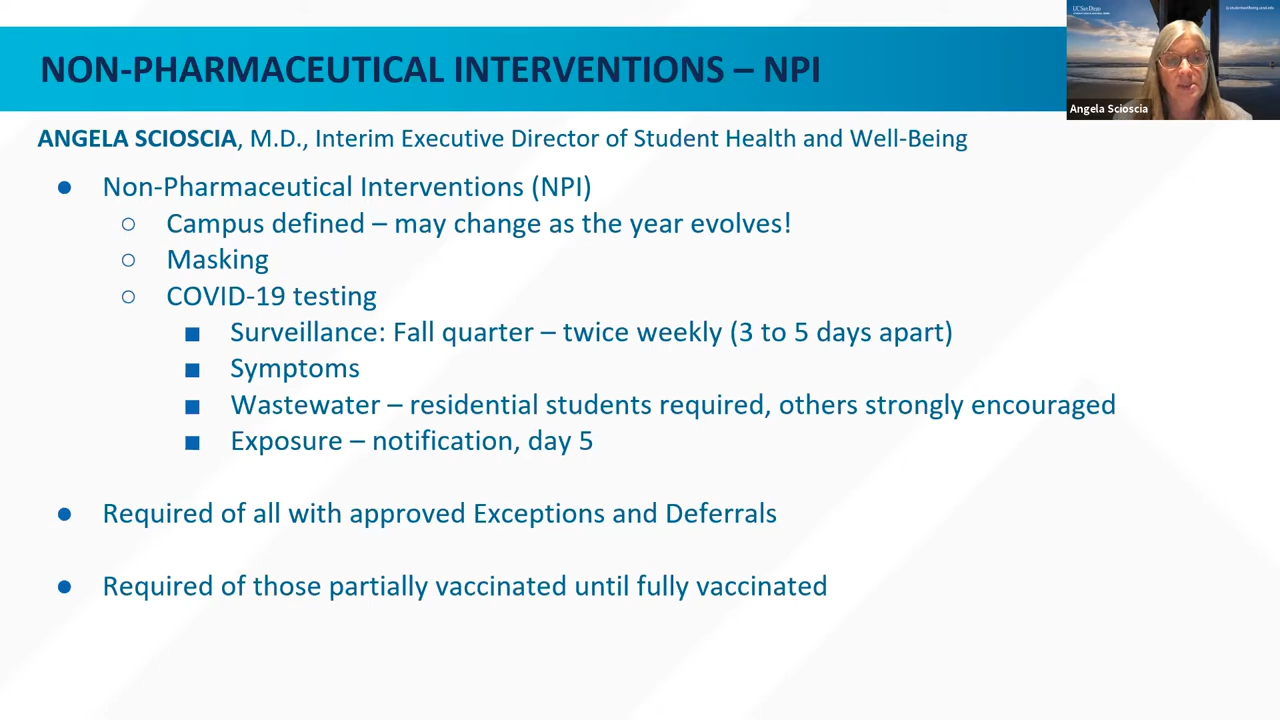 NON-PHARMACEUTICAL INTERVENTIONS – NPI
UC San Diego
Angela Scioscia
ANGELA SCIOSCIA, M.D., Interim Executive Director of Student Health and Well-Being
● Non-Pharmaceutical Interventions (NPI)
○ Campus defined – may change as the year evolves!
○ Masking
○ COVID-19 testing
■ Surveillance: Fall quarter – twice weekly (3 to 5 days apart)
■ Symptoms
■ Wastewater – residential students required, others strongly encouraged
■ Exposure – notification, day 5
● Required of all with approved Exceptions and Deferrals
● Required of those partially vaccinated until fully vaccinated